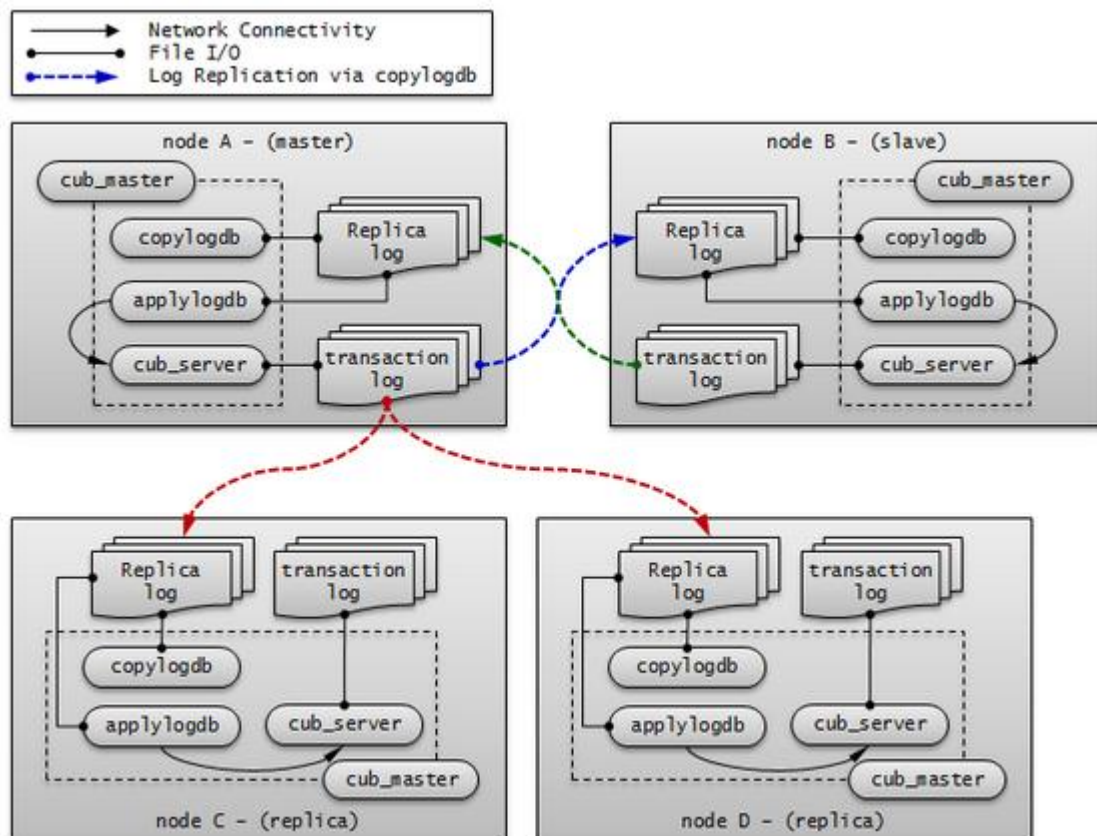 Network Connectivity
File I/O
Log Replication via copylogdb
node A - (master)
cub_master
copylogdb
Replica
log
applylogdb
cub_server
transaction
log
node B - (slave)
cub_master
Replica
log
copylogdb
applylogdb
transaction
log
cub_server
Replica
log
transaction
log
copylogdb
applylogdb
cub_server
cub_master
node C - (replica)
Replica
log
transaction
log
copylogdb
applylogdb
cub_server
cub_master
node D - (replica)